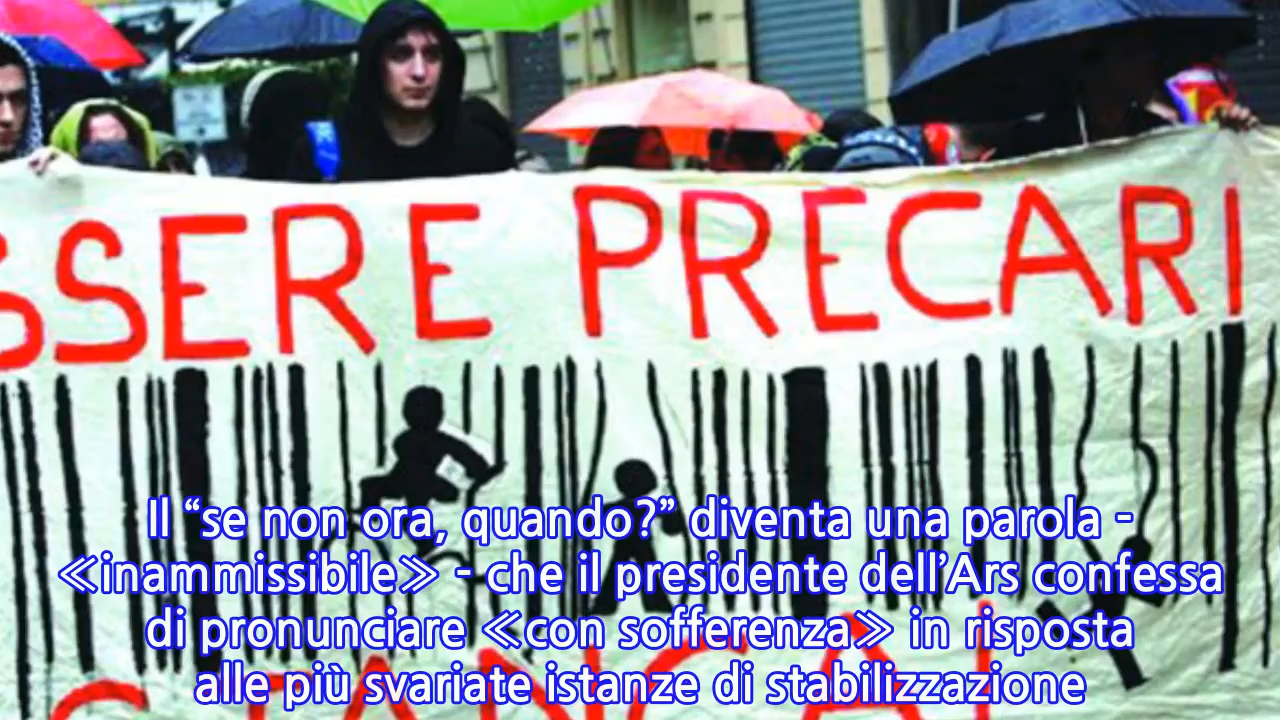 SSERE PRECARI
Il “se non ora, quando?” diventa una parola -
≪inammissibile≫ - che il presidente dell’Ars confessa
di pronunciare ≪con sofferenza≫ in risposta
alle più svariate istanze di stabilizzazione